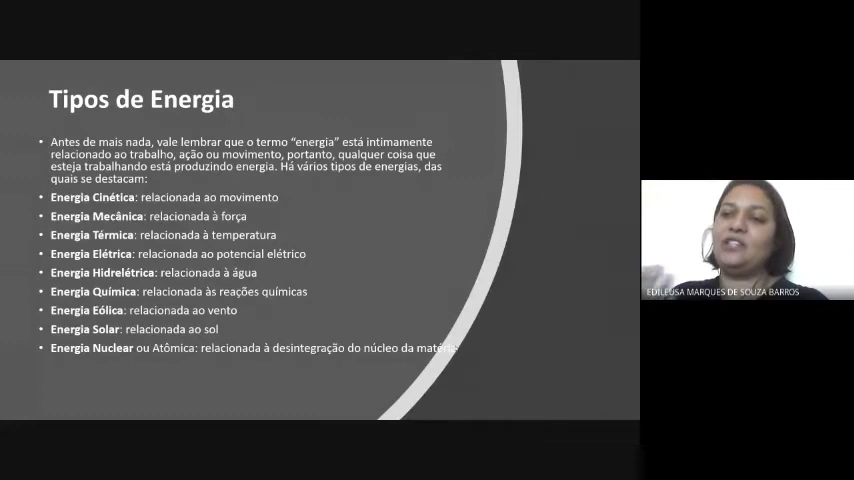 Tipos de Energia
• Antes de mais nada, vale lembrar que o termo “energia” está intimamente
relacionado ao trabalho, ação ou movimento, portanto, qualquer coisa que
esteja trabalhando está produzindo energia. Há vários tipos de energias, das
quais se destacam:
• Energia Cinética: relacionada ao movimento
• Energia Mecânica: relacionada à força
• Energia Térmica: relacionada à temperatura
• Energia Elétrica: relacionada ao potencial elétrico
• Energia Hidrelétrica: relacionada à água
• Energia Química: relacionada às reações químicas
• Energia Eólica: relacionada ao vento
• Energia Solar: relacionada ao sol
• Energia Nuclear ou Atômica: relacionada à desintegração do núcleo da matéria
EDILEUSA MARQUES DE SOUZA BARROS